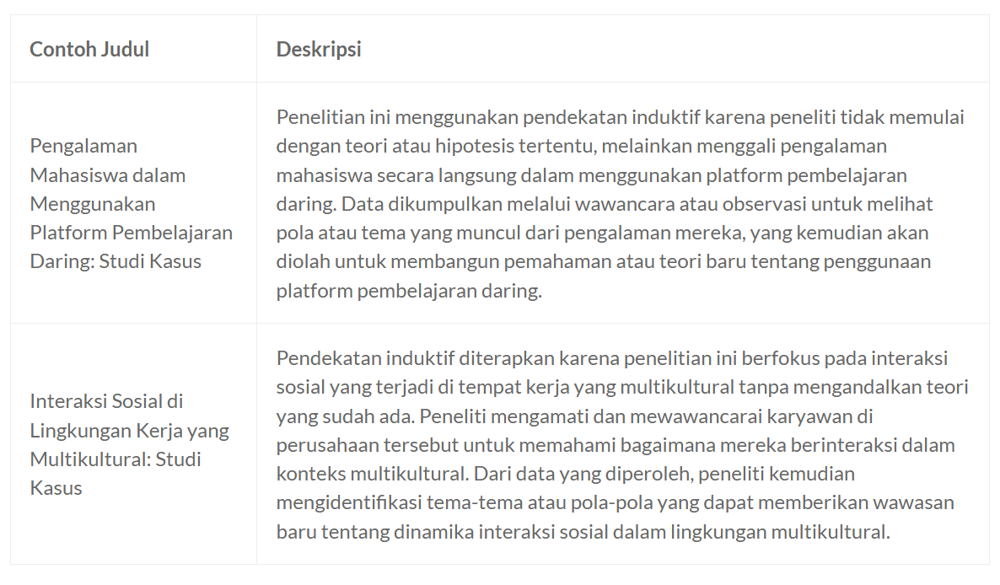 Contoh Judul
Deskripsi
Pengalaman
Mahasiswa dalam
Menggunakan
Platform Pembelajaran
Daring: Studi Kasus
Penelitian ini menggunakan pendekatan induktif karena peneliti tidak memulai
dengan teori atau hipotesis tertentu, melainkan menggali pengalaman
mahasiswa secara langsung dalam menggunakan platform pembelajaran
daring. Data dikumpulkan melalui wawancara atau observasi untuk melihat
pola atau tema yang muncul dari pengalaman mereka, yang kemudian akan
diolah untuk membangun pemahaman atau teori baru tentang penggunaan
platform pembelajaran daring.
Interaksi Sosial di
Lingkungan Kerja yang
Multikultural: Studi
Kasus
Pendekatan induktif diterapkan karena penelitian ini berfokus pada interaksi
sosial yang terjadi di tempat kerja yang multikultural tanpa mengandalkan teori
yang sudah ada. Peneliti mengamati dan mewawancarai karyawan di
perusahaan tersebut untuk memahami bagaimana mereka berinteraksi dalam
konteks multikultural. Dari data yang diperoleh, peneliti kemudian
mengidentifikasi tema-tema atau pola-pola yang dapat memberikan wawasan
baru tentang dinamika interaksi sosial dalam lingkungan multikultural.